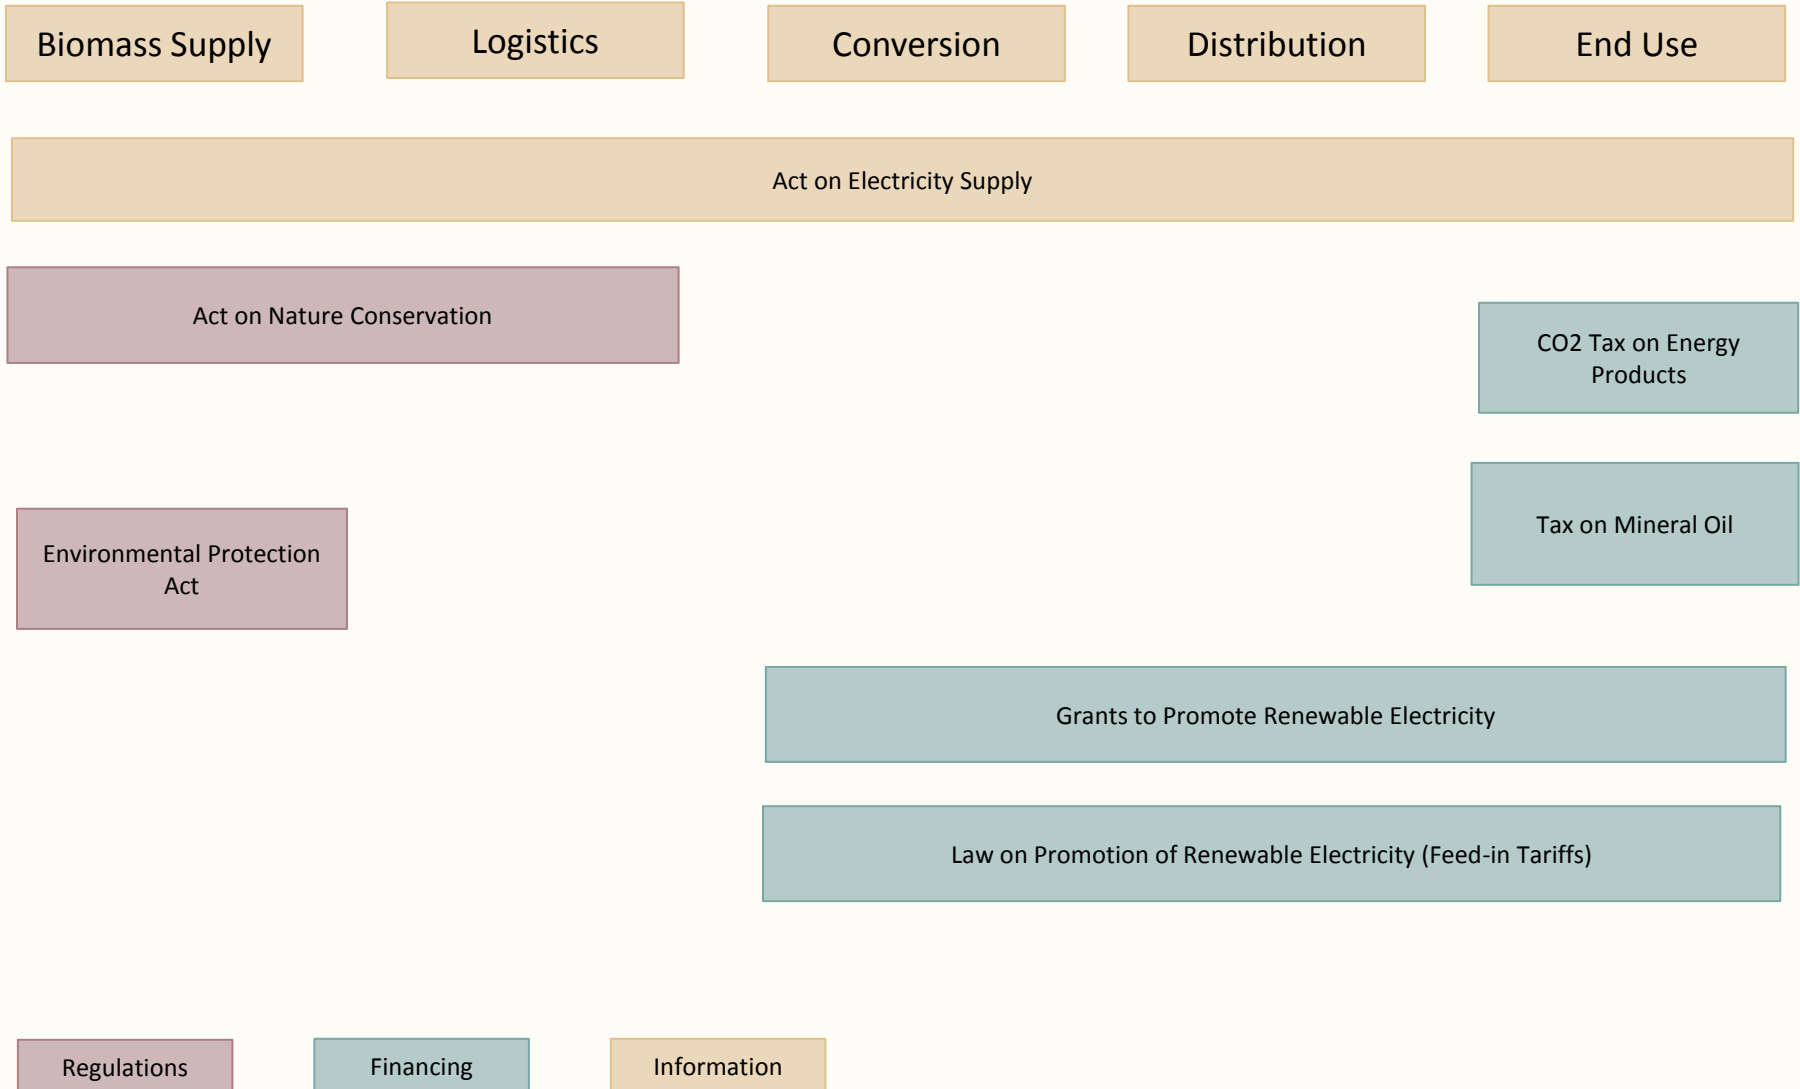 Biomass Supply
Logistics
Conversion
Distribution
End Use
Act on Electricity Supply
Act on Nature Conservation
CO2 Tax on Energy
Products
Tax on Mineral Oil
Environmental Protection
Act
Grants to Promote Renewable Electricity
Law on Promotion of Renewable Electricity (Feed-in Tariffs)
Regulations
Financing
Information